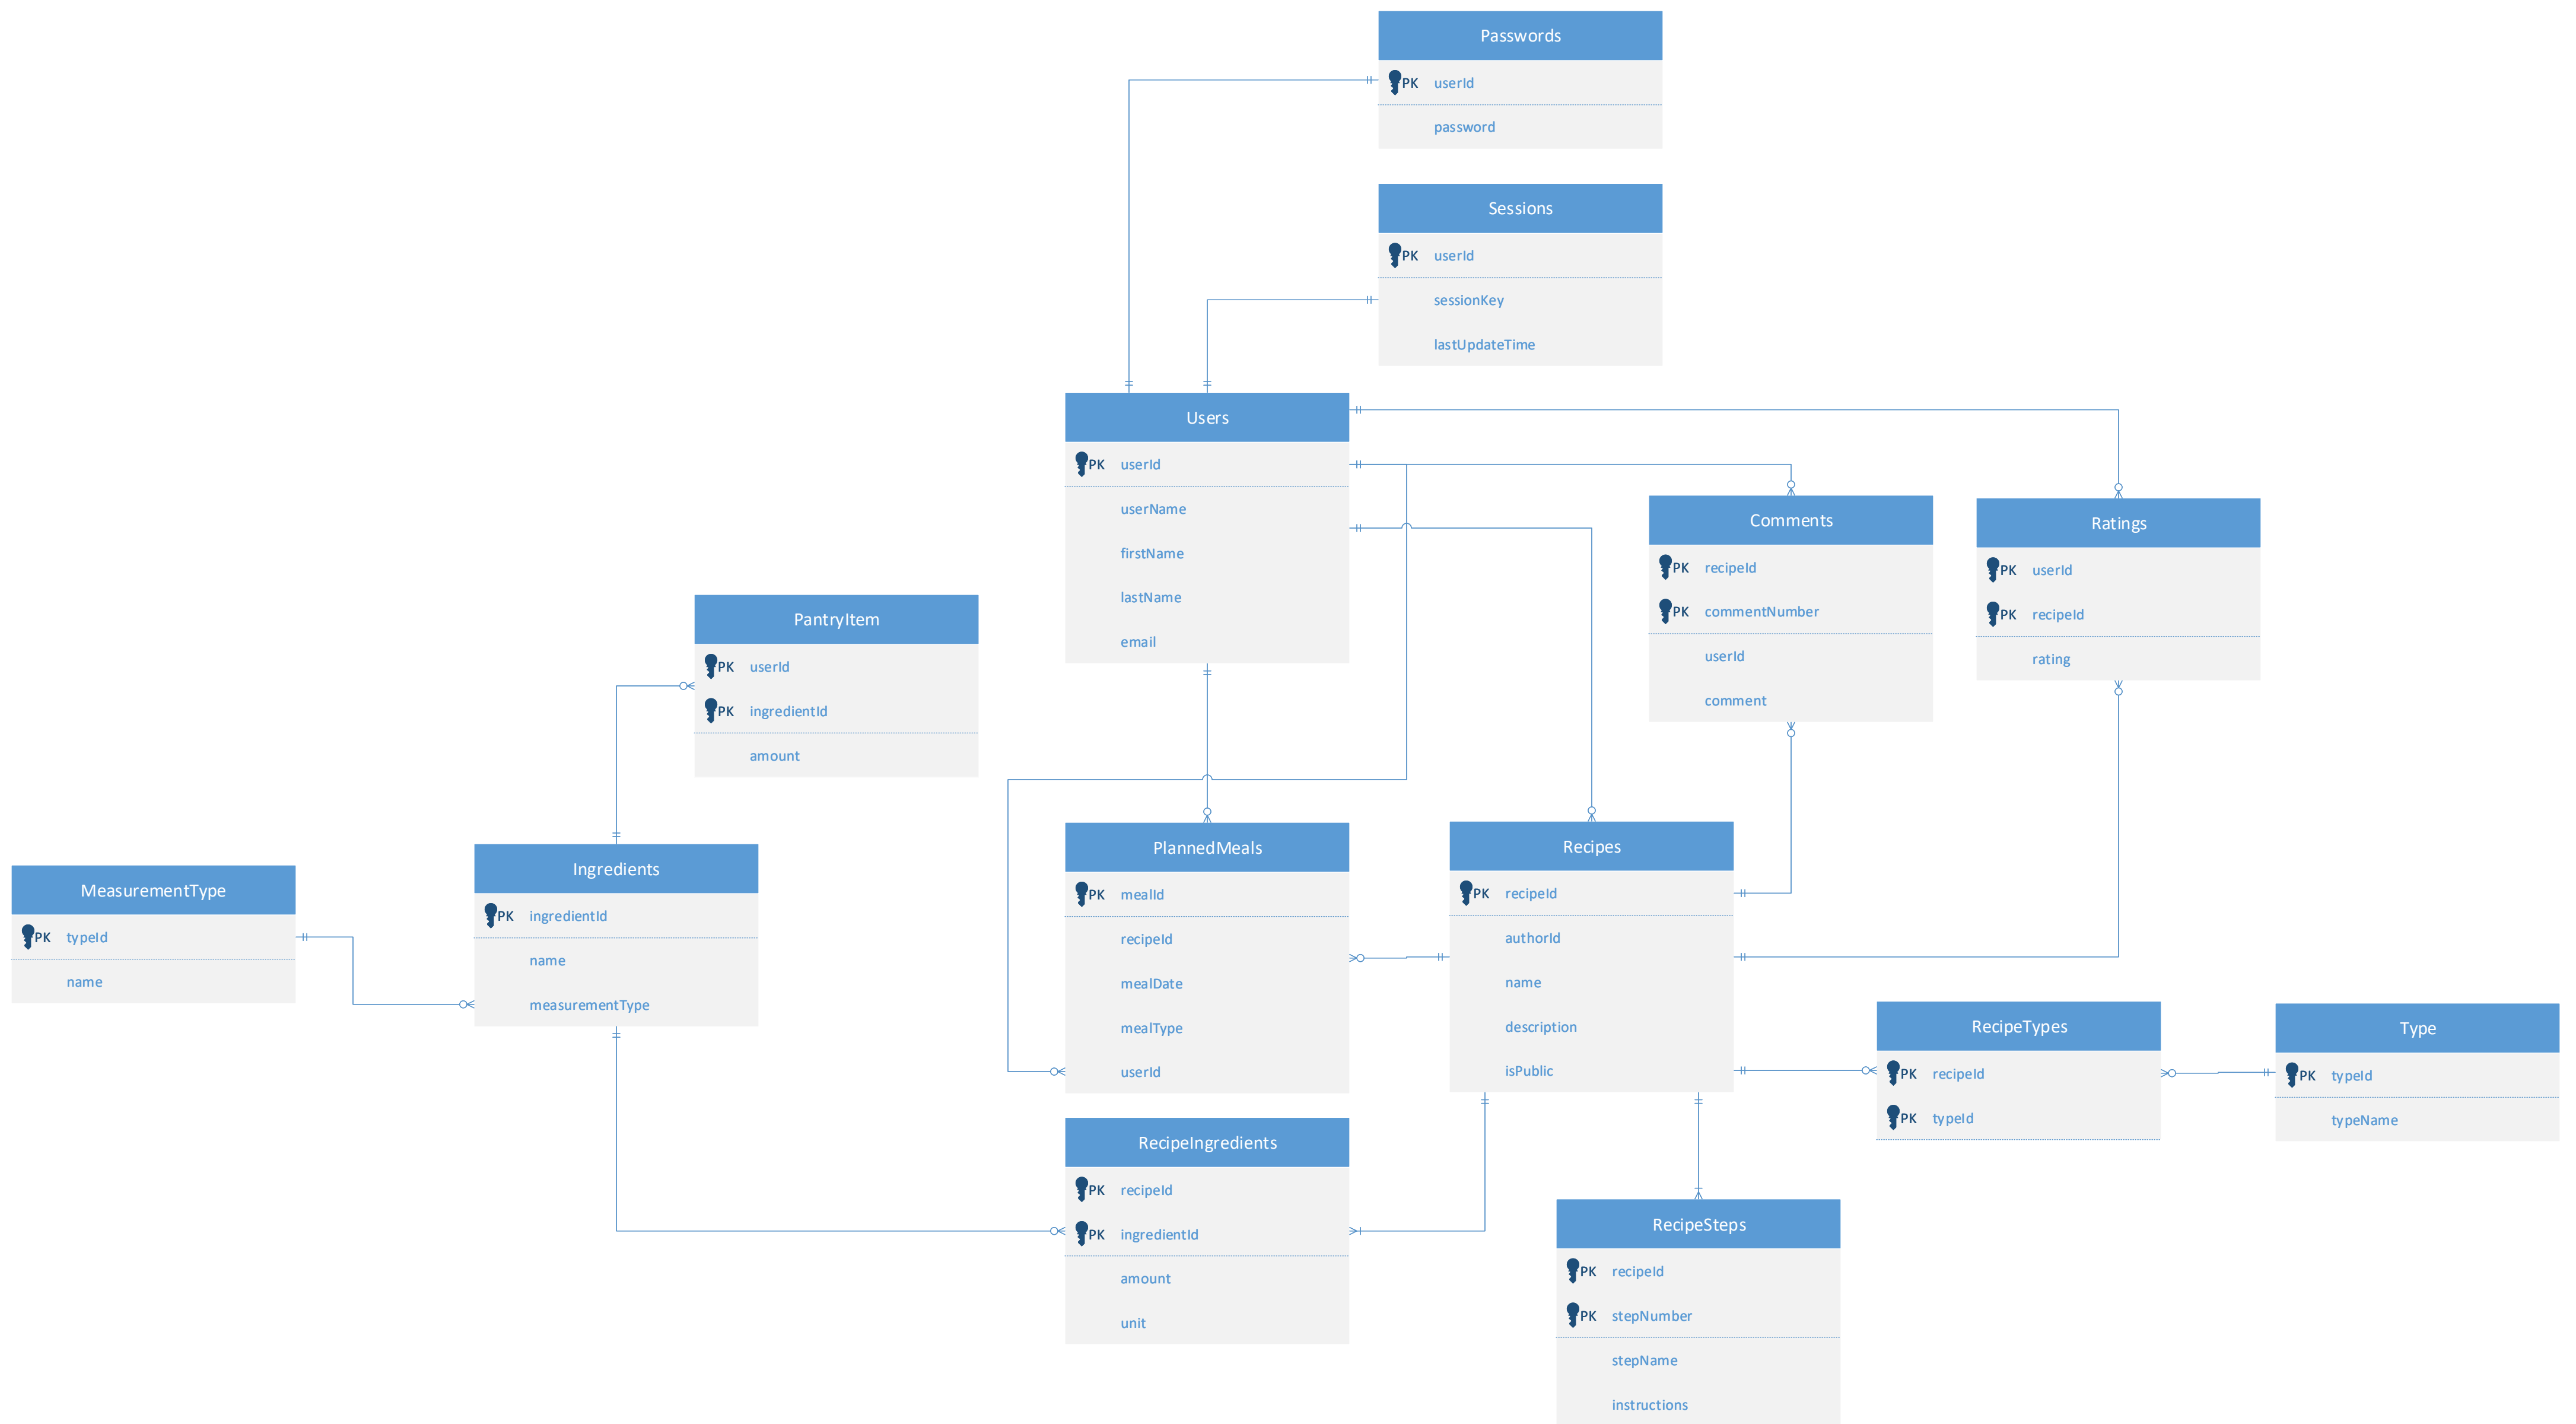 Passwords
PK userId
password
Sessions
PK userId
sessionKey
lastUpdateTime
Users
PK userId
userName
firstName
lastName
email
Comments
PK recipeId
PK commentNumber
userId
comment
Ratings
PK userId
PK recipeId
rating
PantryItem
PK userId
PK ingredientId
amount
MeasurementType
PK typeId
name
Ingredients
PK ingredientId
name
measurementType
PlannedMeals
PK mealId
recipeId
mealDate
mealType
userId
Recipes
PK recipeId
authorId
name
description
isPublic
RecipeTypes
PK recipeId
PK typeId
Type
PK typeId
typeName
RecipeIngredients
PK recipeId
PK ingredientId
amount
unit
RecipeSteps
PK recipeId
PK stepNumber
stepName
instructions